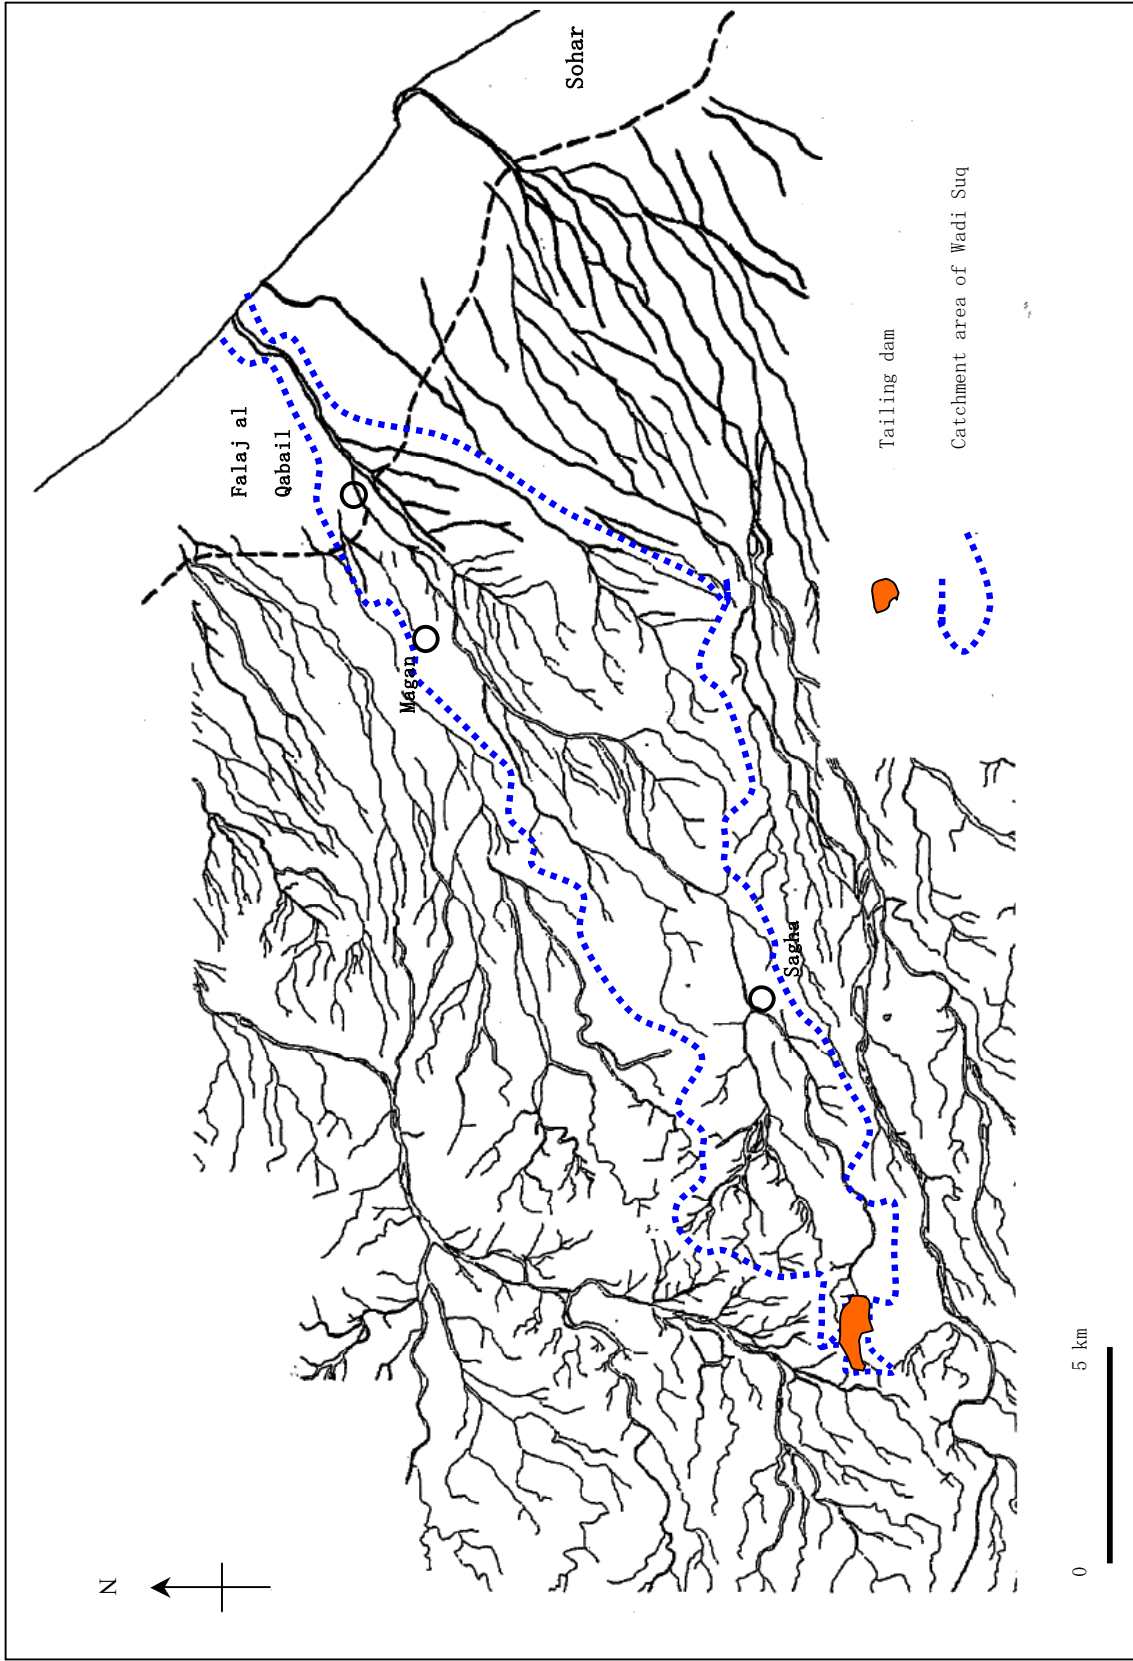 N
Falaj al
Qabail
Sohar
Magan
Sagha
Tailing dam
Catchment area of Wadi Suq
0
5 km